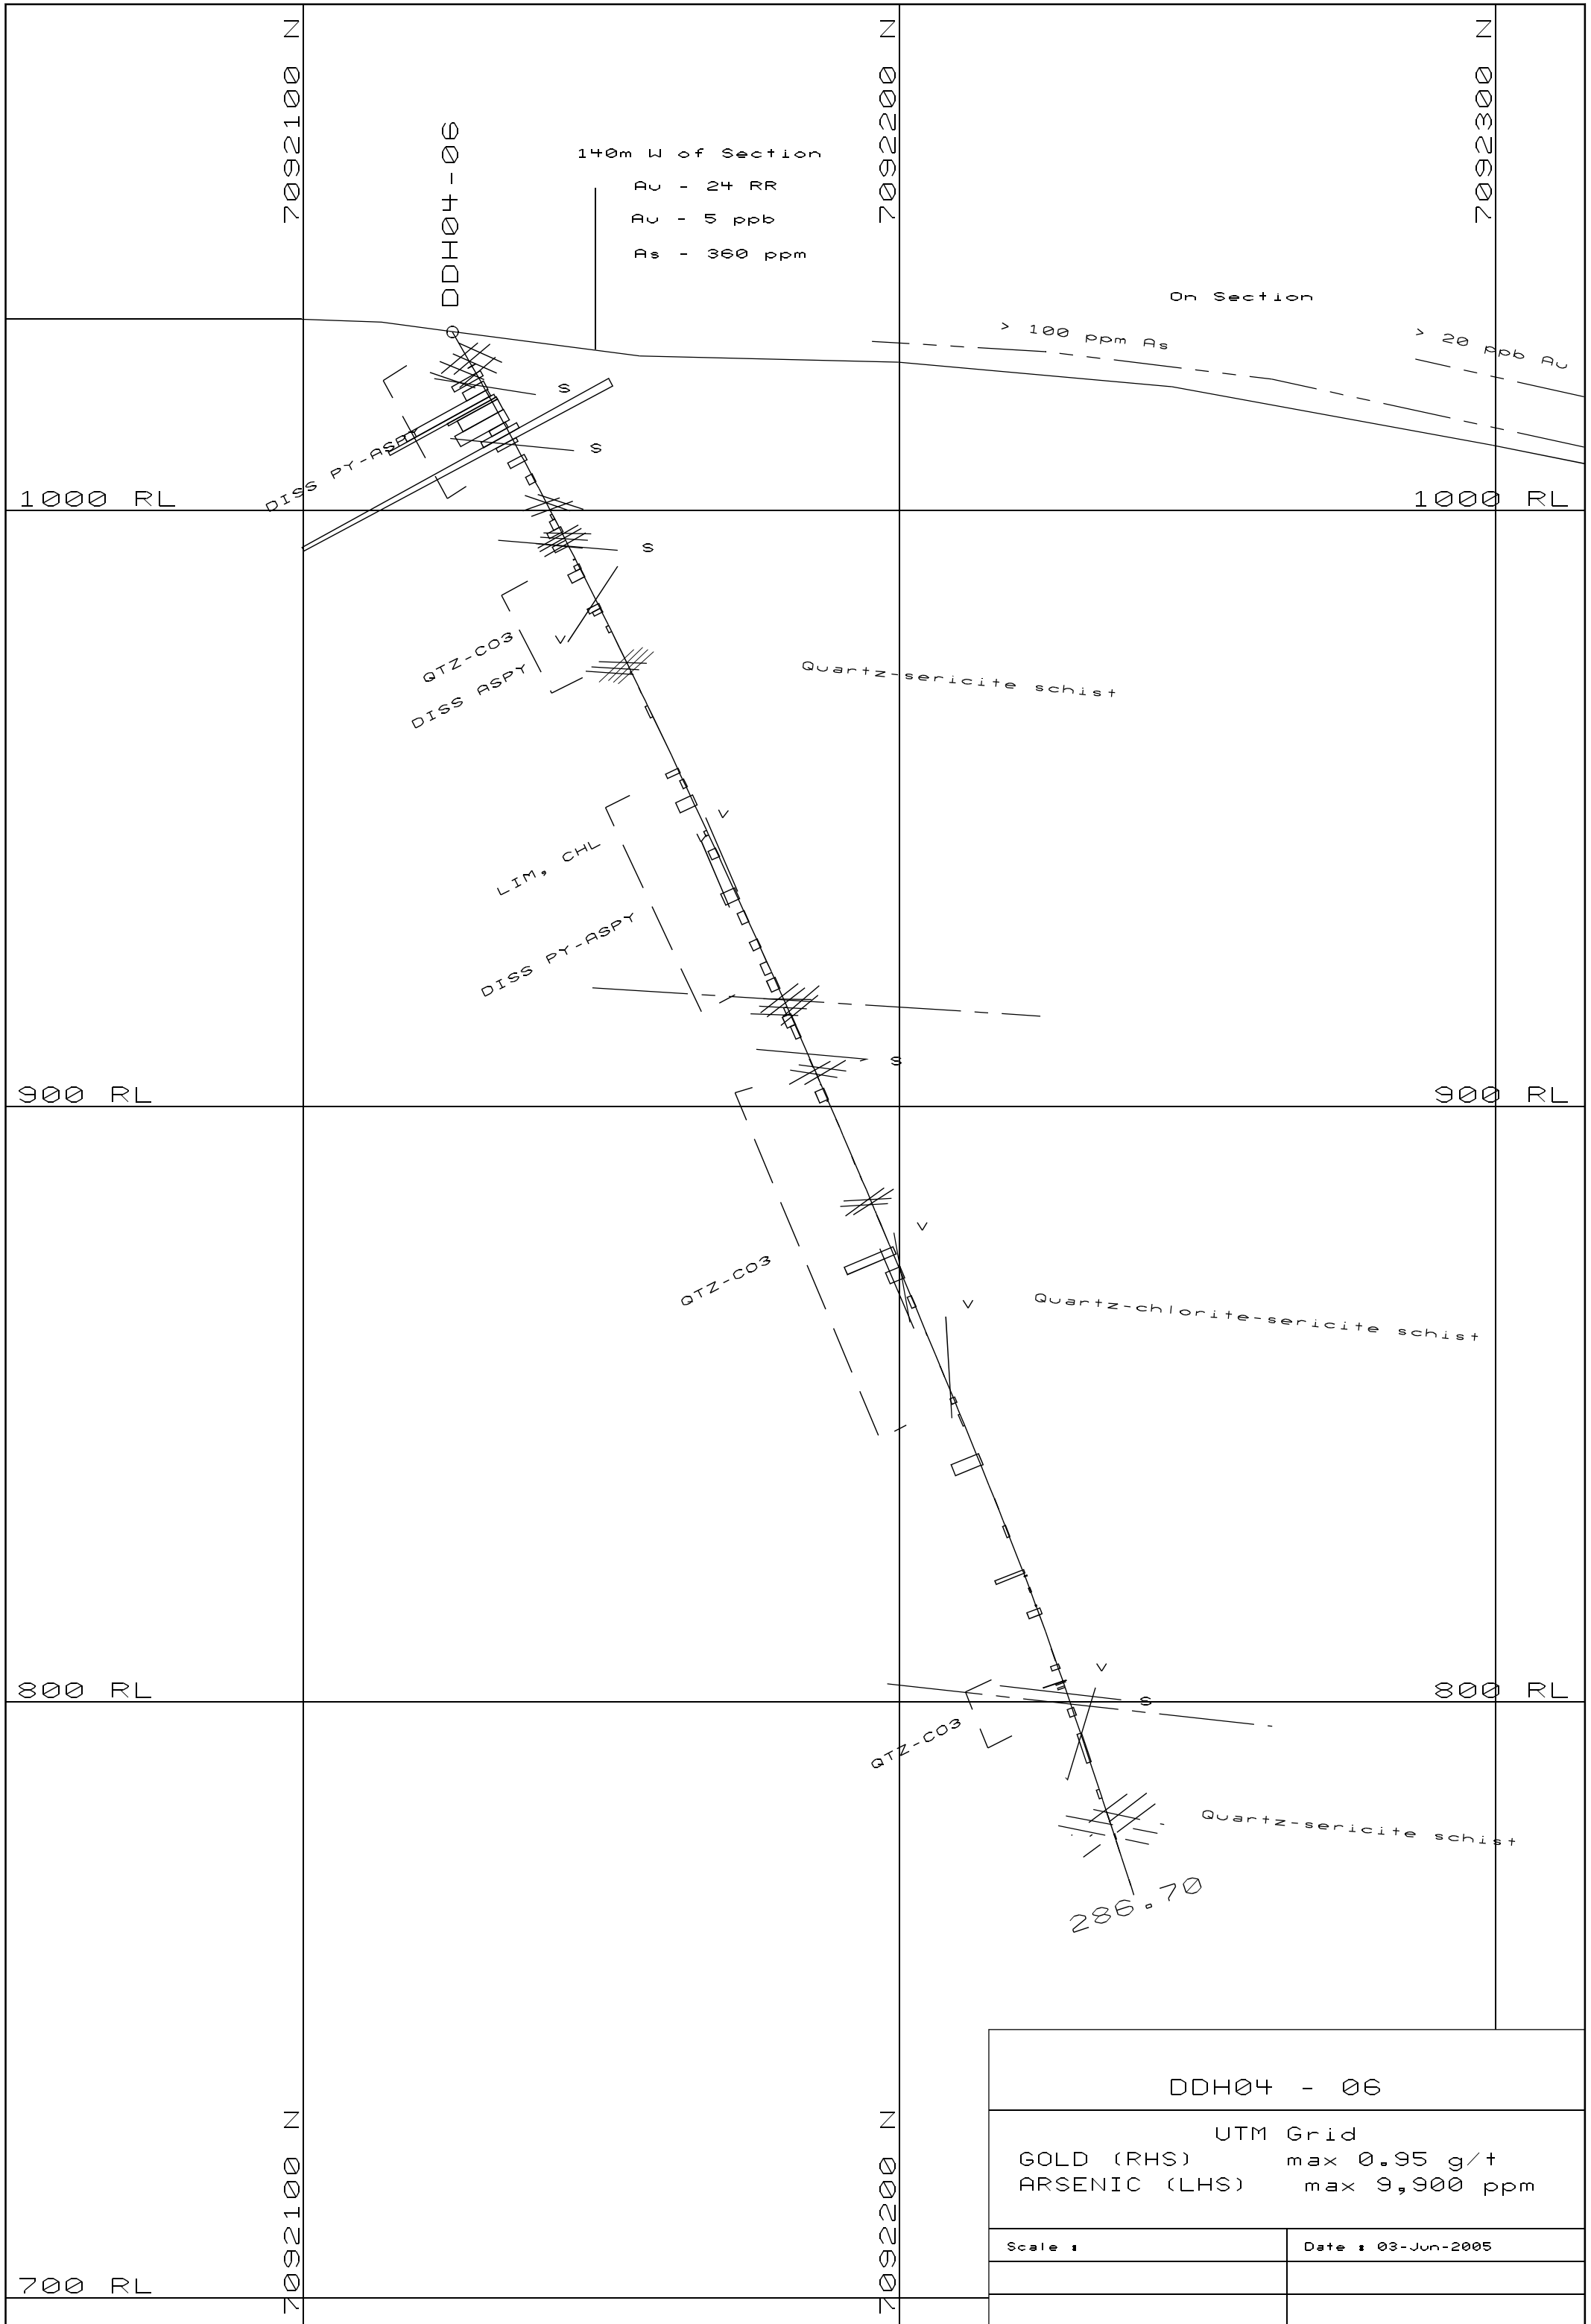 7092100 N
7092200 N
7092300 N
DDH04-06
140m W of Section
Au - 24 RR
Au - 5 ppb
As - 360 ppm
On Section
> 100 ppm As
> 20 ppb Au
S
S
DISS PY-ASPY
1000 RL
1000 RL
S
V
QTZ-CO3
DISS ASPY
Quartz-sericite schist
V
LIM, CHL
DISS PY-ASPY
S
900 RL
900 RL
V
QTZ-CO3
V
Quartz-chlorite-sericite schist
V
800 RL
S
800 RL
QTZ-CO3
Quartz-sericite schist
286.70
DDH04 - 06
UTM Grid
GOLD (RHS) max 0.95 g/t
ARSENIC (LHS) max 9,900 ppm
Scale :
Date : 03-Jun-2005
700 RL
7092100 N
7092200 N